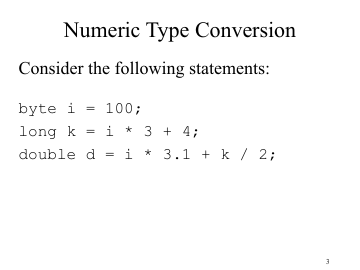 Numeric Type Conversion
Consider the following statements:
byte i = 100;
long k = i * 3 + 4;
double d = i * 3.1 + k / 2;
3